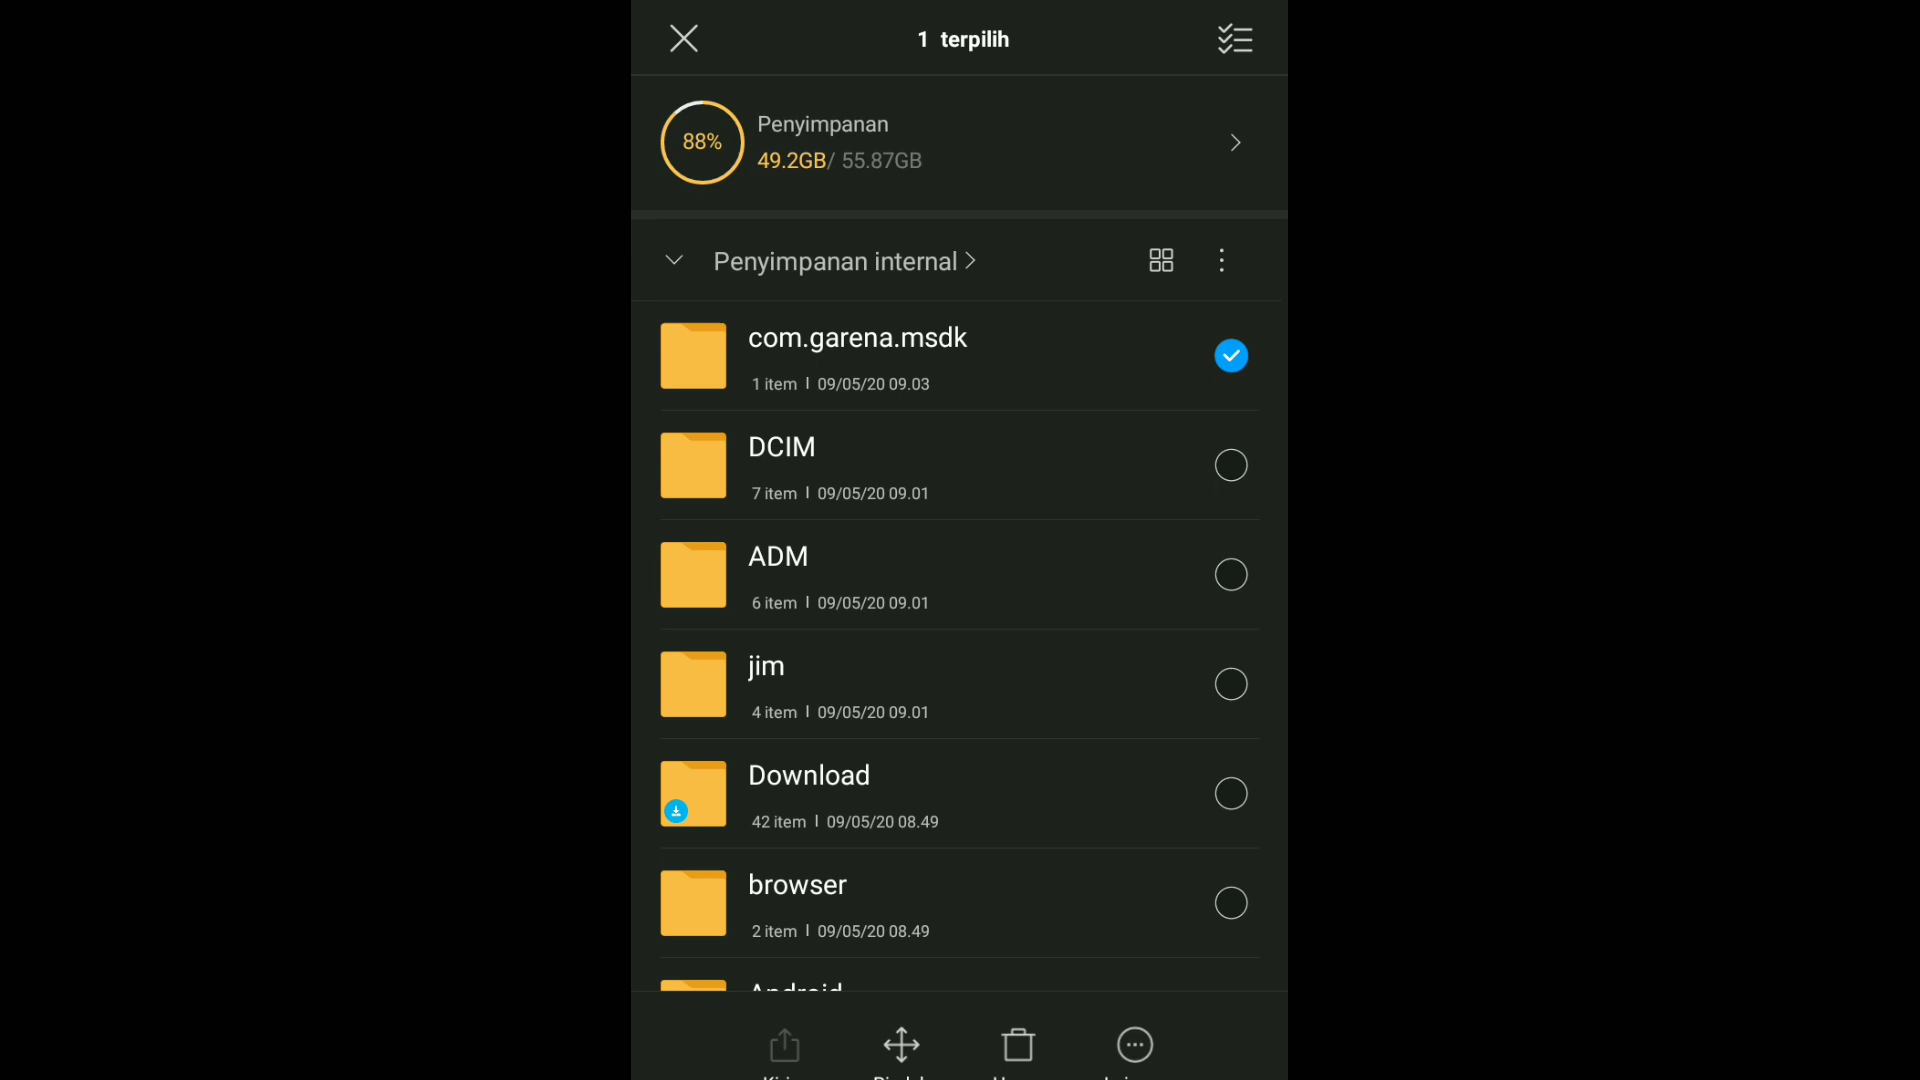 1 terpilih
88%
Penyimpanan
49.2GB/ 55.87GB
Penyimpanan internal >
com.garena.msdk
1 item | 09/05/20 09.03
DCIM
7 item | 09/05/20 09.01
ADM
6 item | 09/05/20 09.01
jim
4 item | 09/05/20 09.01
Download
42 item | 09/05/20 08.49
browser
2 item | 09/05/20 08.49
Android